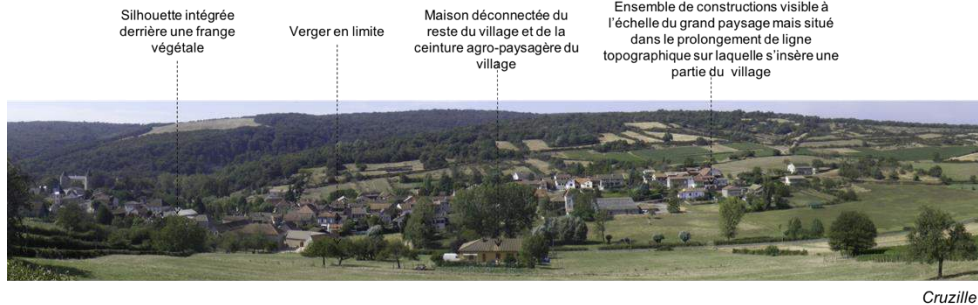 Silhouette intégrée
derrière une frange
végétale
Verger en limite
Maison déconnectée du
reste du village et de la
ceinture agro-paysagère du
village
Ensemble de constructions visible à
l'échelle du grand paysage mais situé
dans le prolongement de ligne
topographique sur laquelle s'insère une
partie du village
Cruzille